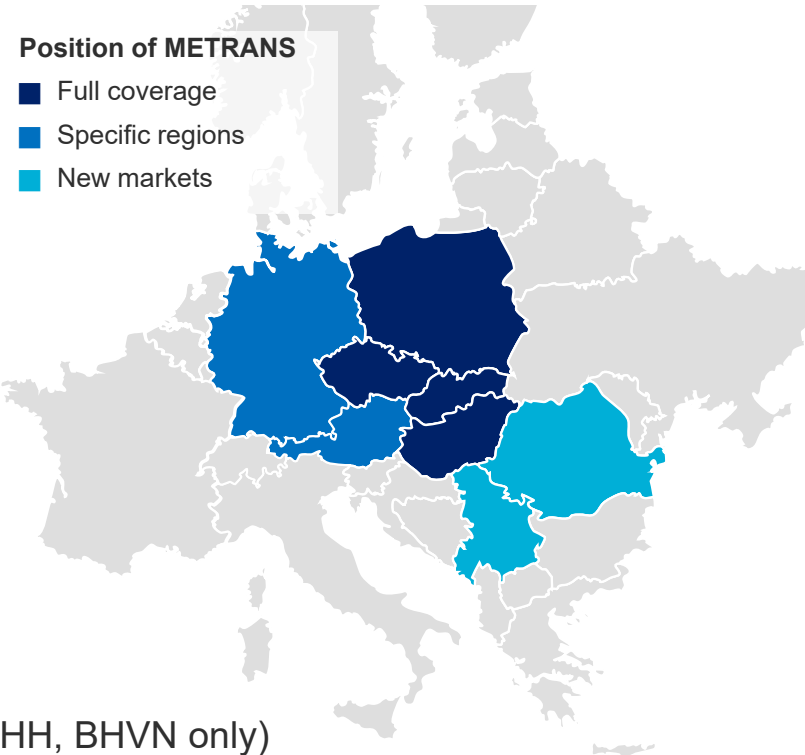 Position of METRANS
Full coverage
Specific regions
New markets
HH, BHVN only)